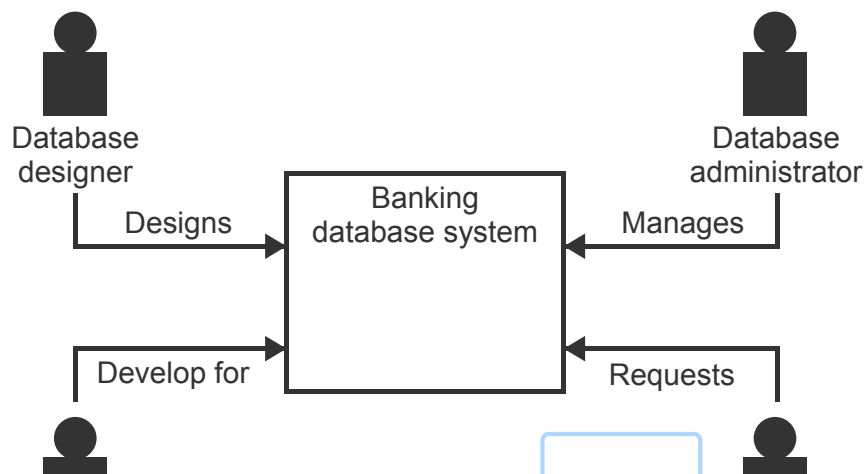 Database
designer
Database
administrator
Banking
database system
Designs
Manages
Develop for
Requests